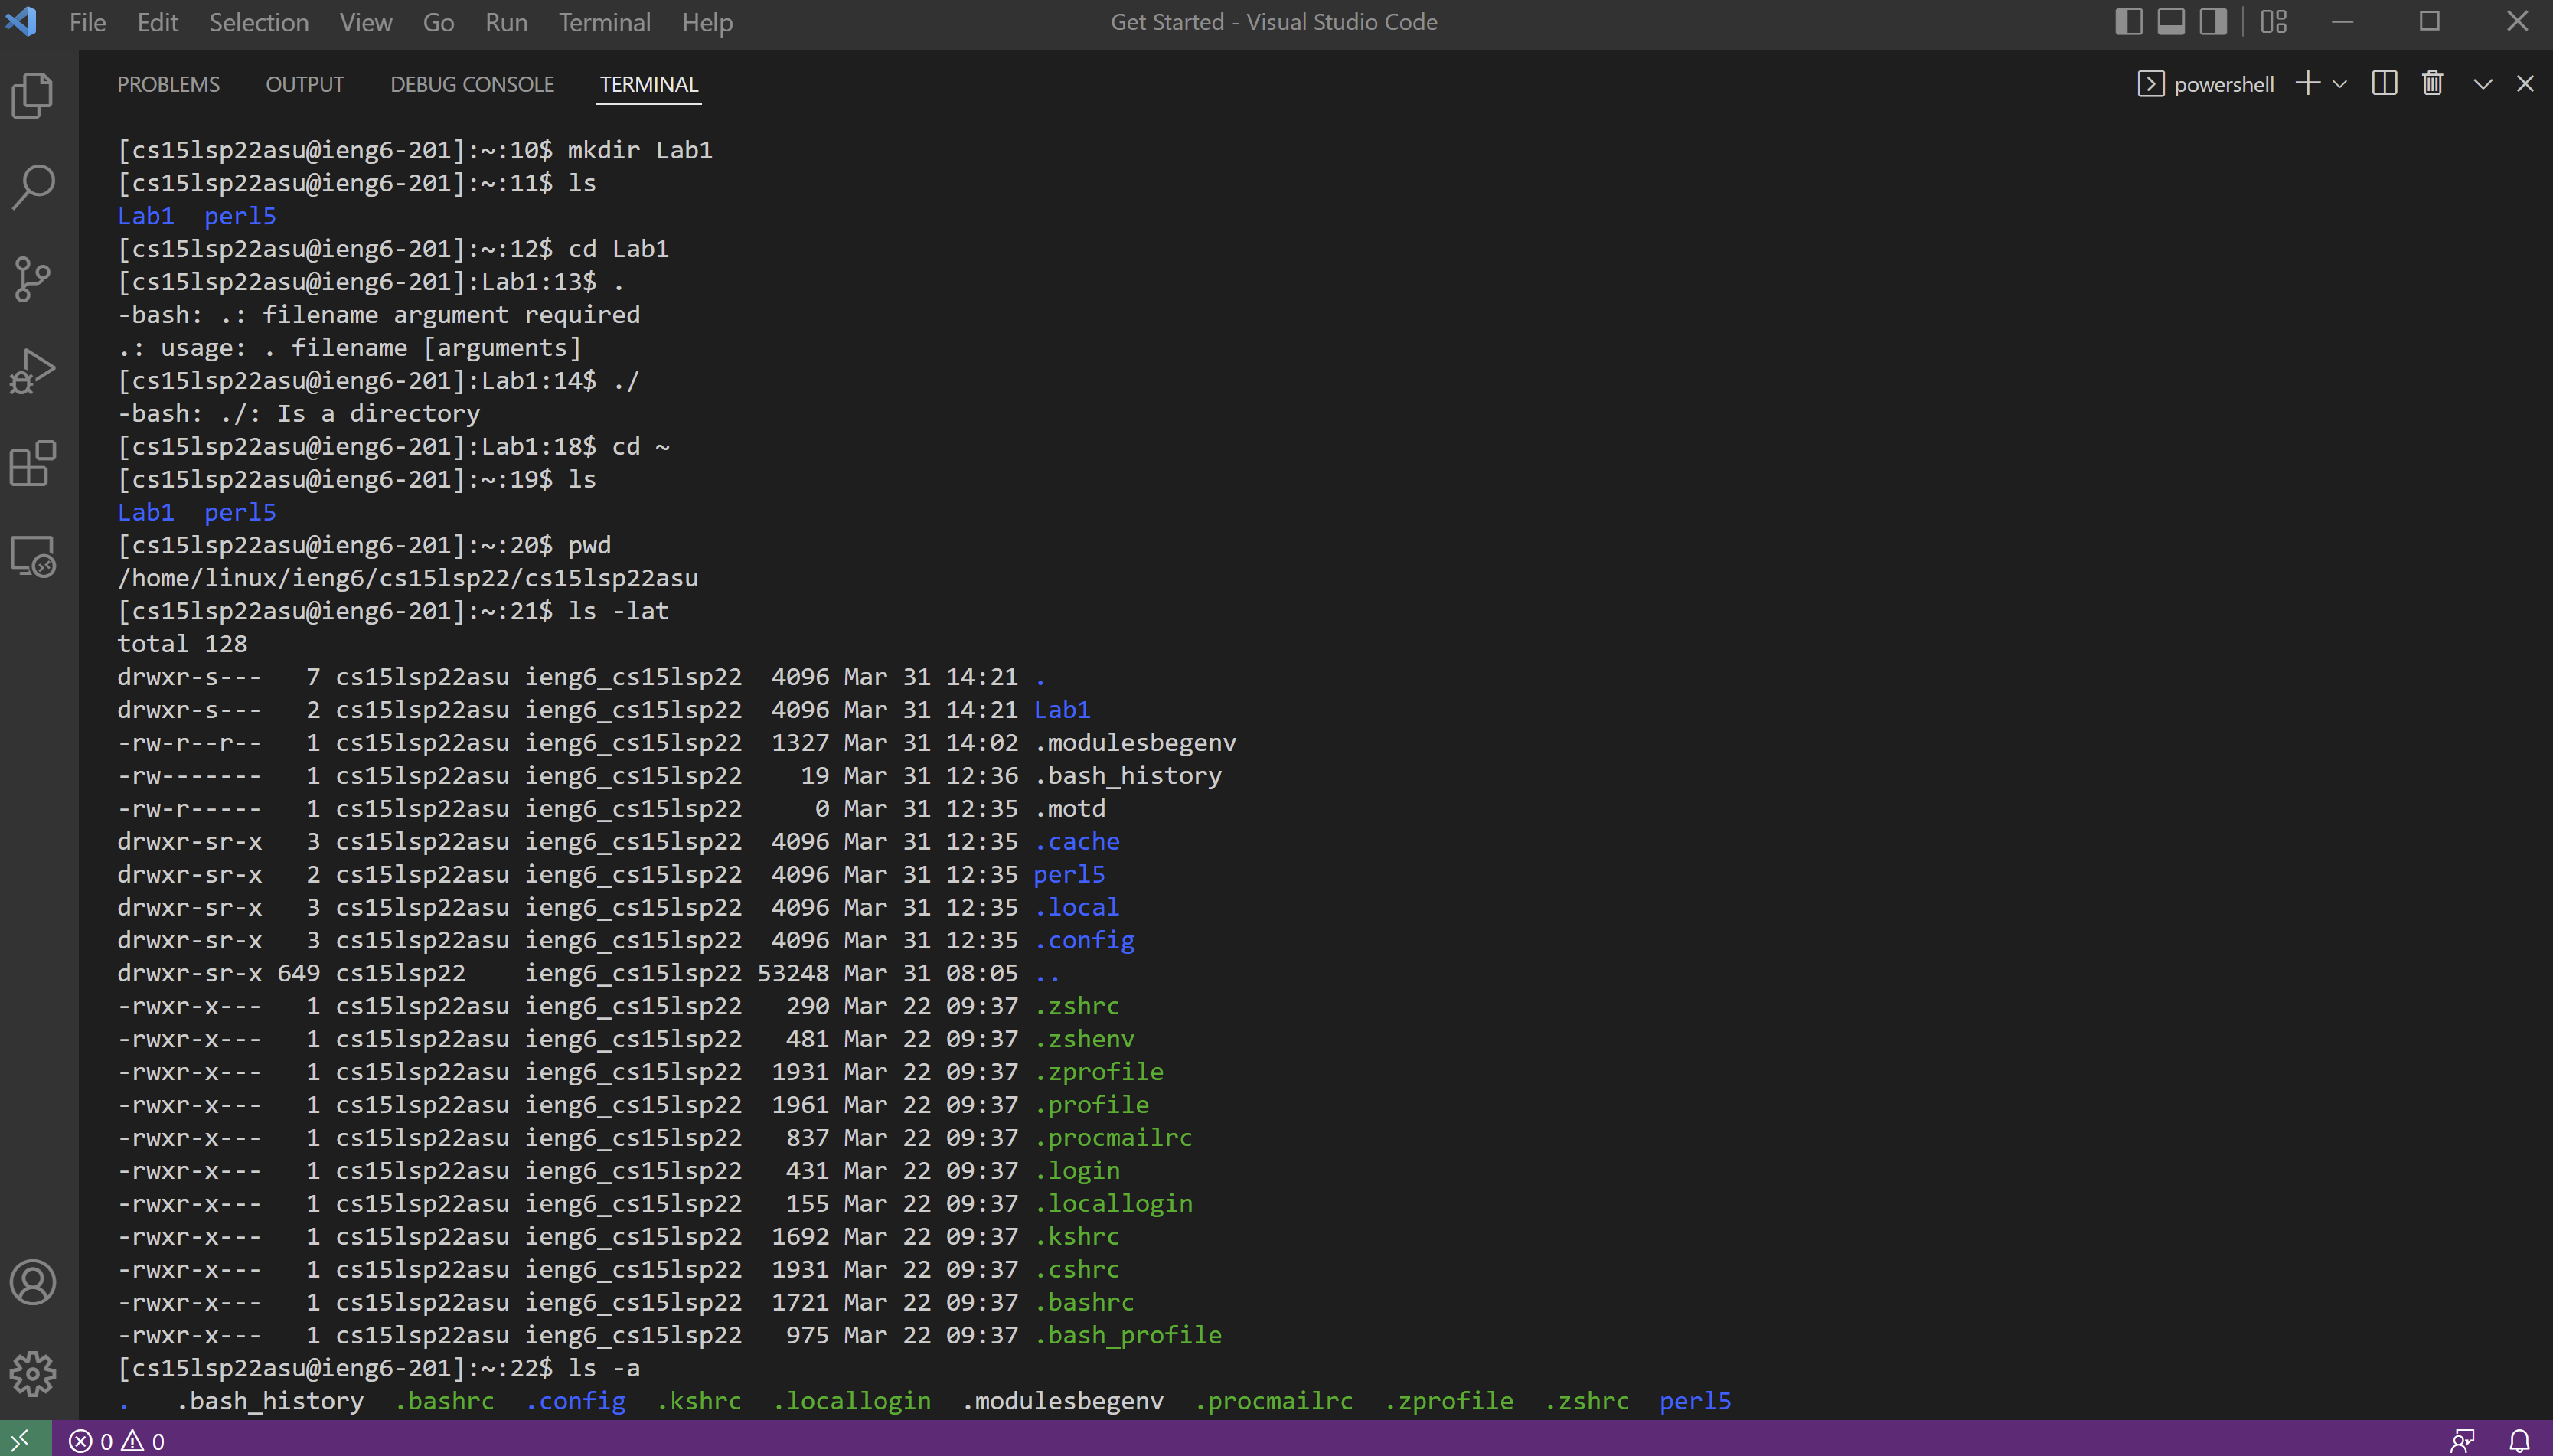 File Edit Selection View Go Run Terminal Help Get Started - Visual Studio Code
PROBLEMS OUTPUT DEBUG CONSOLE TERMINAL powershell
[cs15lsp22asu@ieng6-201]:~:10$ mkdir Lab1
[cs15lsp22asu@ieng6-201]:~:11$ ls
Lab1  perl5
[cs15lsp22asu@ieng6-201]:~:12$ cd Lab1
[cs15lsp22asu@ieng6-201]:Lab1:13$ .
-bash: .: filename argument required
.: usage: . filename [arguments]
[cs15lsp22asu@ieng6-201]:Lab1:14$ ./
-bash: ./: Is a directory
[cs15lsp22asu@ieng6-201]:Lab1:18$ cd ~
[cs15lsp22asu@ieng6-201]:~:19$ ls
Lab1  perl5
[cs15lsp22asu@ieng6-201]:~:20$ pwd
/home/linux/ieng6/cs15lsp22/cs15lsp22asu
[cs15lsp22asu@ieng6-201]:~:21$ ls -lat
total 128
drwxr-s---   7 cs15lsp22asu ieng6_cs15lsp22  4096 Mar 31 14:21 .
drwxr-s---   2 cs15lsp22asu ieng6_cs15lsp22  4096 Mar 31 14:21 Lab1
-rw-r--r--   1 cs15lsp22asu ieng6_cs15lsp22  1327 Mar 31 14:02 .modulesbegenv
-rw-------   1 cs15lsp22asu ieng6_cs15lsp22    19 Mar 31 12:36 .bash_history
-rw-r-----   1 cs15lsp22asu ieng6_cs15lsp22     0 Mar 31 12:35 .motd
drwxr-sr-x   3 cs15lsp22asu ieng6_cs15lsp22  4096 Mar 31 12:35 .cache
drwxr-sr-x   2 cs15lsp22asu ieng6_cs15lsp22  4096 Mar 31 12:35 perl5
drwxr-sr-x   3 cs15lsp22asu ieng6_cs15lsp22  4096 Mar 31 12:35 .local
drwxr-sr-x   3 cs15lsp22asu ieng6_cs15lsp22  4096 Mar 31 12:35 .config
drwxr-sr-x 649 cs15lsp22    ieng6_cs15lsp22 53248 Mar 31 08:05 ..
-rwxr-x---   1 cs15lsp22asu ieng6_cs15lsp22   290 Mar 22 09:37 .zshrc
-rwxr-x---   1 cs15lsp22asu ieng6_cs15lsp22   481 Mar 22 09:37 .zshenv
-rwxr-x---   1 cs15lsp22asu ieng6_cs15lsp22  1931 Mar 22 09:37 .zprofile
-rwxr-x---   1 cs15lsp22asu ieng6_cs15lsp22  1961 Mar 22 09:37 .profile
-rwxr-x---   1 cs15lsp22asu ieng6_cs15lsp22   837 Mar 22 09:37 .procmailrc
-rwxr-x---   1 cs15lsp22asu ieng6_cs15lsp22   431 Mar 22 09:37 .login
-rwxr-x---   1 cs15lsp22asu ieng6_cs15lsp22   155 Mar 22 09:37 .locallogin
-rwxr-x---   1 cs15lsp22asu ieng6_cs15lsp22  1692 Mar 22 09:37 .kshrc
-rwxr-x---   1 cs15lsp22asu ieng6_cs15lsp22  1931 Mar 22 09:37 .cshrc
-rwxr-x---   1 cs15lsp22asu ieng6_cs15lsp22  1721 Mar 22 09:37 .bashrc
-rwxr-x---   1 cs15lsp22asu ieng6_cs15lsp22   975 Mar 22 09:37 .bash_profile
[cs15lsp22asu@ieng6-201]:~:22$ ls -a
.   .bash_history  .bashrc  .config  .kshrc  .locallogin  .modulesbegenv  .procmailrc  .zprofile  .zshrc  perl5
0 0